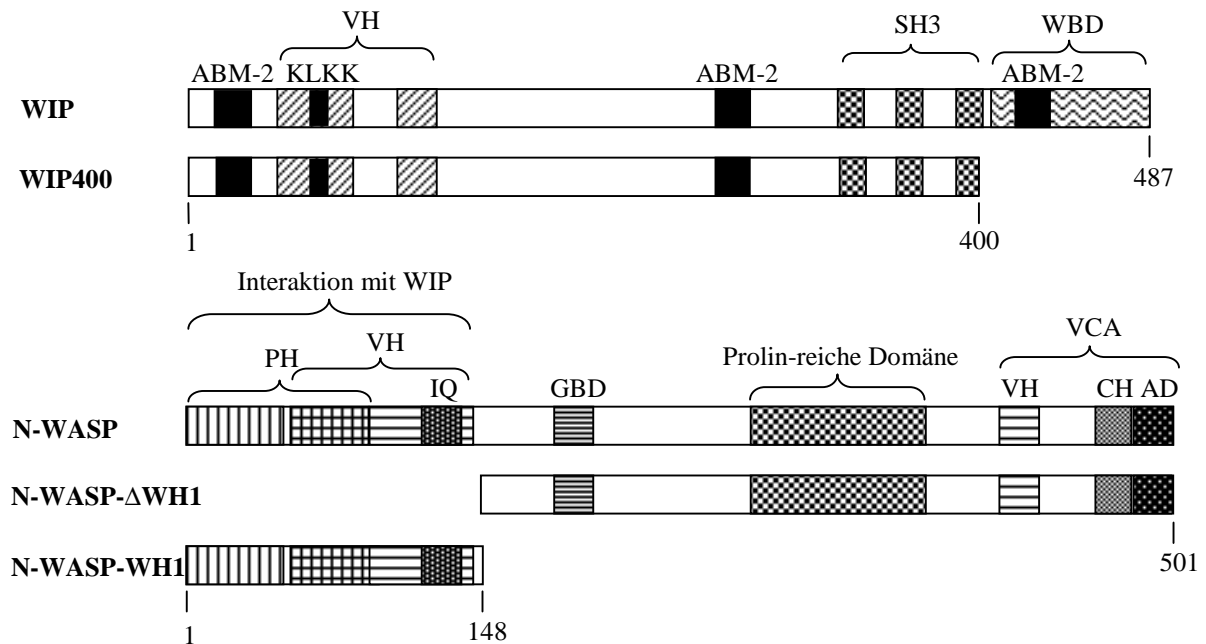 VH SH3 WBD
ABM-2 KLKK ABM-2 ABM-2
WIP
WIP400
487
1 400
Interaktion mit WIP
VCA
PH VH Prolin-reiche Domäne
IQ GBD VH CH AD
N-WASP
N-WASP-ΔWH1
501
N-WASP-WH1
1 148